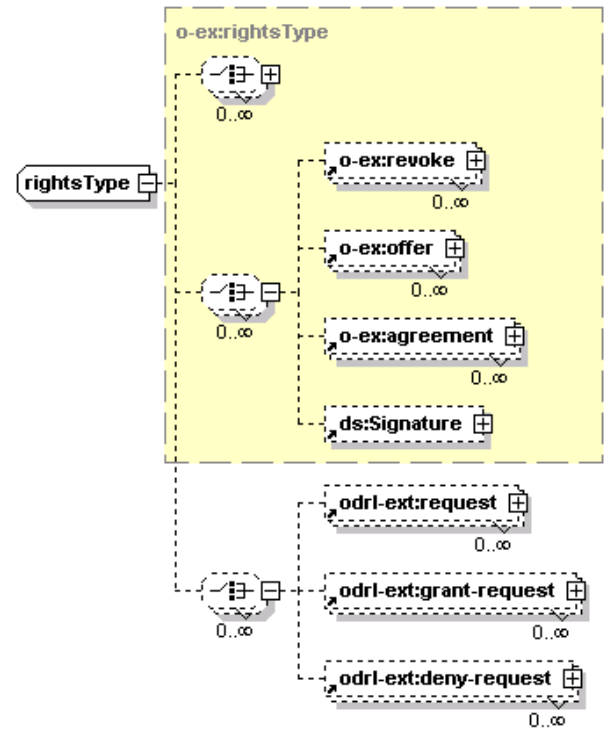 o-ex:rightsType
0..∞
rightsType
o-ex:revoke
0..∞
o-ex:offer
0..∞
0..∞
o-ex:agreement
0..∞
ds:Signature
odrl-ext:request
0..∞
odrl-ext:grant-request
0..∞
0..∞
odrl-ext:deny-request
0..∞